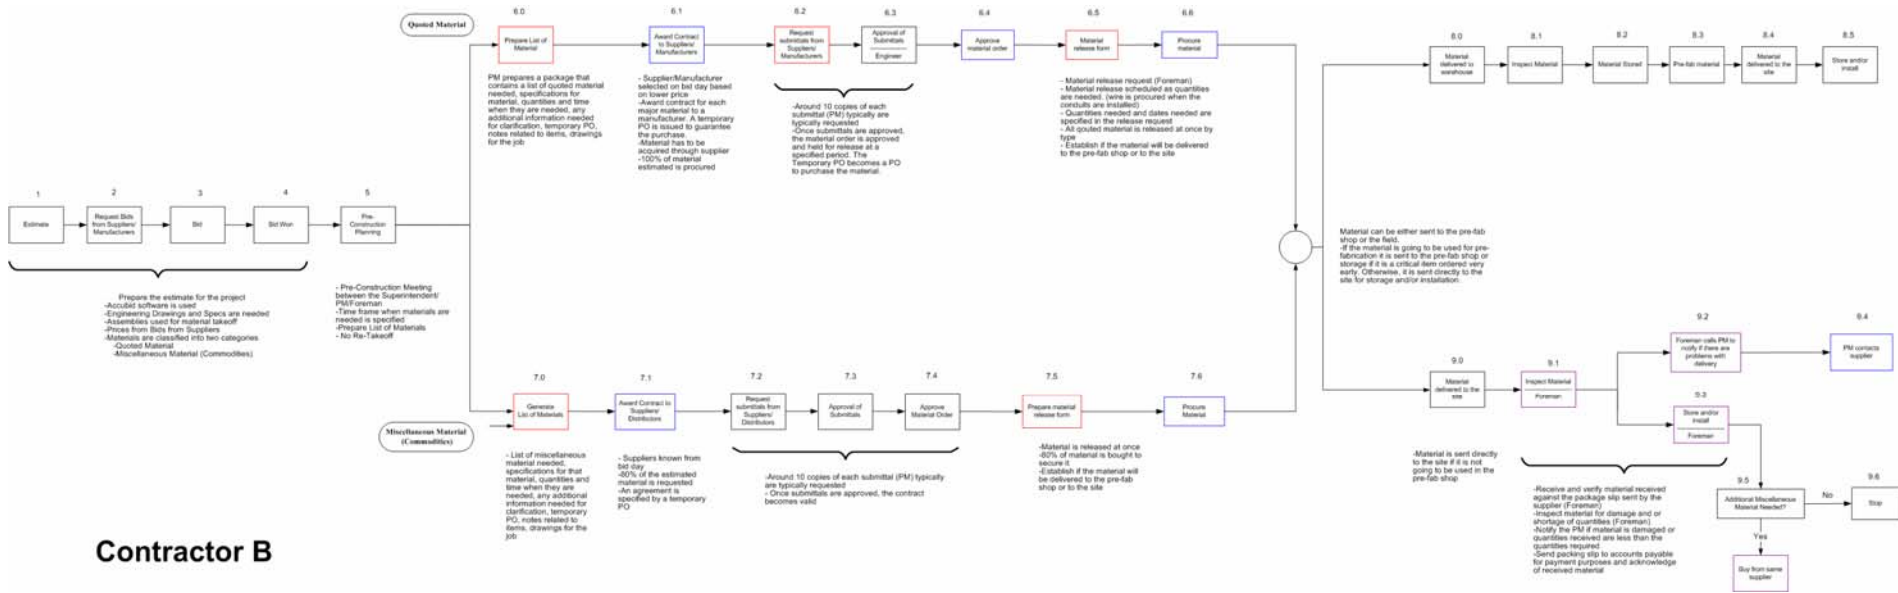 Quoted Material
6.0
Prepare List of
Material
PM prepares a package that
contains a list of quoted material
needed, specifications for
material, quantities and time
when they are needed, any
additional information needed
for clarification, temporary PO,
notes related to items, drawings
for the job
6.1
Award Contract
to Suppliers/
Manufacturers
- Supplier/Manufacturer
selected on bid day based
on lower price
-Award contract for each
major material to a
manufacturer. A temporary
PO is issued to guarantee
the purchase.
-Material has to be
acquired through supplier
-100% of material
estimated is procured
6.2
Request
submittals from
Suppliers/
Manufacturers
6.3
Approval of
Submittals
Engineer
-Around 10 copies of each
submittal (PM) typically are
typically requested
-Once submittals are approved,
the material order is approved
and held for release at a
specified period. The
Temporary PO becomes a PO
to purchase the material.
6.4
Approve
material order
6.5
Material
release form
6.6
Procure
material
- Material release request (Foreman)
- Material release scheduled as quantities
are needed. (wire is procured when the
conduits are installed)
- Quantities needed and dates needed are
specified in the release request
- All qouted material is released at once by
type
- Establish if the material will be delivered
to the pre-fab shop or to the site
8.0
Material
delivered to
warehouse
8.1
Inspect Material
8.2
Material Stored
8.3
Pre-fab material
8.4
Material
delivered to the
site
8.5
Store and/or
install
1
Estimate
2
Request Bids
from Suppliers/
Manufacturers
3
Bid
4
Bid Won
5
Pre-
Construction
Planning
Prepare the estimate for the project
-Accubid software is used
-Engineering Drawings and Specs are needed
-Assemblies used for material takeoff
-Prices from Bids from Suppliers
-Materials are classified into two categories
-Quoted Material
-Miscellaneous Material (Commodities)
- Pre-Construction Meeting
between the Superintendent/
PM/Foreman
-Time frame when materials are
needed is specified
-Prepare List of Materials
- No Re-Takeoff
Material can be either sent to the pre-fab
shop or the field.
-If the material is going to be used for pre-
fabrication it is sent to the pre-fab shop or
storage if it is a critical item ordered very
early. Otherwise, it is sent directly to the
site for storage and/or installation.
Miscellaneous Material
(Commodities)
7.0
Generate
List of Materials
- List of miscellaneous
material needed,
specifications for that
material, quantities and
time when they are
needed, any additional
information needed for
clarification, temporary
PO, notes related to
items, drawings for the
job
7.1
Award Contract to
Suppliers/
Distributors
- Suppliers known from
bid day
-80% of the estimated
material is requested
-An agreement is
specified by a temporary
PO
7.2
Request
submittals from
Suppliers/
Distributors
7.3
Approval of
Submittals
7.4
Approve
Material Order
-Around 10 copies of each submittal (PM) typically
are typically requested
- Once submittals are approved, the contract
becomes valid
7.5
Prepare material
release form
-Material is released at once
-80% of material is bought to
secure it
-Establish if the material will
be delivered to the pre-fab
shop or to the site
7.6
Procure
Material
9.0
Material
delivered to the
site
-Material is sent directly
to the site if it is not
going to be used in the
pre-fab shop
9.1
Inspect Material
Foreman
9.2
Foreman calls PM to
notify if there are
problems with
delivery
9.4
PM contacts
supplier
9.3
Store and/or
install
Foreman
-Receive and verify material received
against the package slip sent by the
supplier (Foreman)
-Inspect material for damage and or
shortage of quantities (Foreman)
-Notify the PM if material is damaged or
quantities received are less than the
quantities required
-Send packing slip to accounts payable
for payment purposes and acknowledge
of received material
9.5
Additional Miscellaneous
Material Needed?
No
9.6
Stop
Yes
Buy from same
supplier
Contractor B